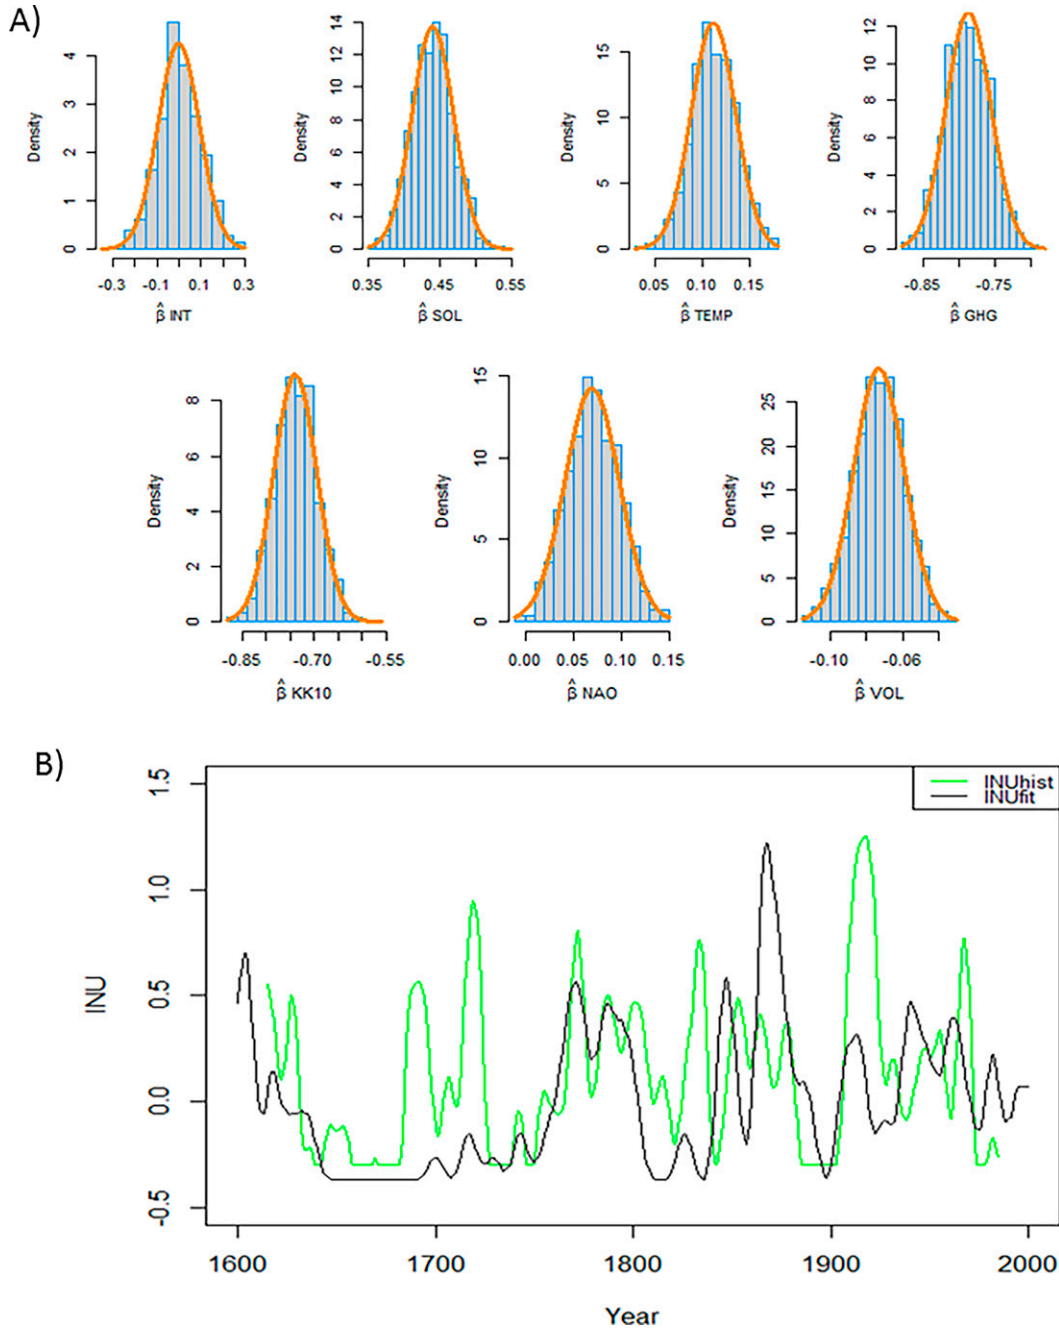 A)
Density
0 1 2 3 4
-0.3 -0.1 0.1 0.3
β̂ INT
Density
0 2 4 6 8 10 12 14
0.35 0.45 0.55
β̂ SOL
Density
0 5 10 15
0.05 0.10 0.15
β̂ TEMP
Density
0 2 4 6 8 10 12
-0.85 -0.75
β̂ GHG
Density
0 2 4 6 8
-0.85 -0.70 -0.55
β̂ KK10
Density
0 5 10 15
0.00 0.05 0.10 0.15
β̂ NAO
Density
0 5 10 15 20 25
-0.10 -0.06
β̂ VOL
B)
INU
-0.5 0.0 0.5 1.0 1.5
INUhist
INUfit
1600 1700 1800 1900 2000
Year